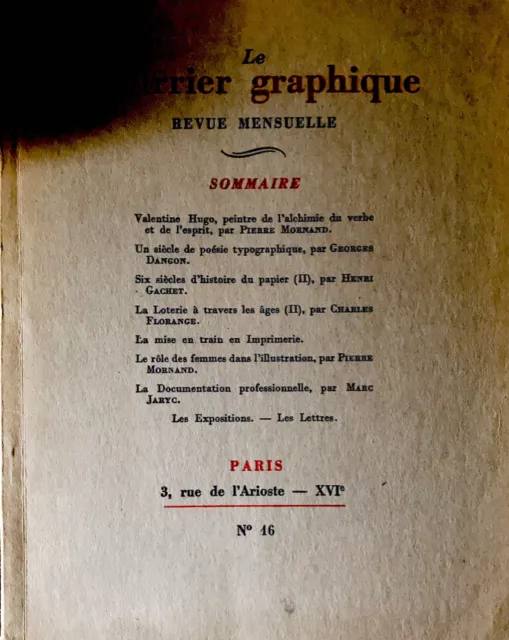 Le
graphique
REVUE MENSUELLE
SOMMAIRE
Valentine Hugo, peintre de l'alchimie du verbe
et de l'esprit, par PIERRE MORNAND.
Un siècle de poésie typographique, par GEORGES
DANGON.
Six siècles d'histoire du papier (II), par HENRI
GACHET.
La Loterie à travers les âges (II), par CHARLES
FLORANGE.
La mise en train en Imprimerie.
Le rôle des femmes dans l'illustration, par PIERRE
MORNAND.
La Documentation professionnelle, par MARC
JARYC.
Les Expositions. — Les Lettres.
PARIS
3, rue de l'Arioste — XVIe
No 16